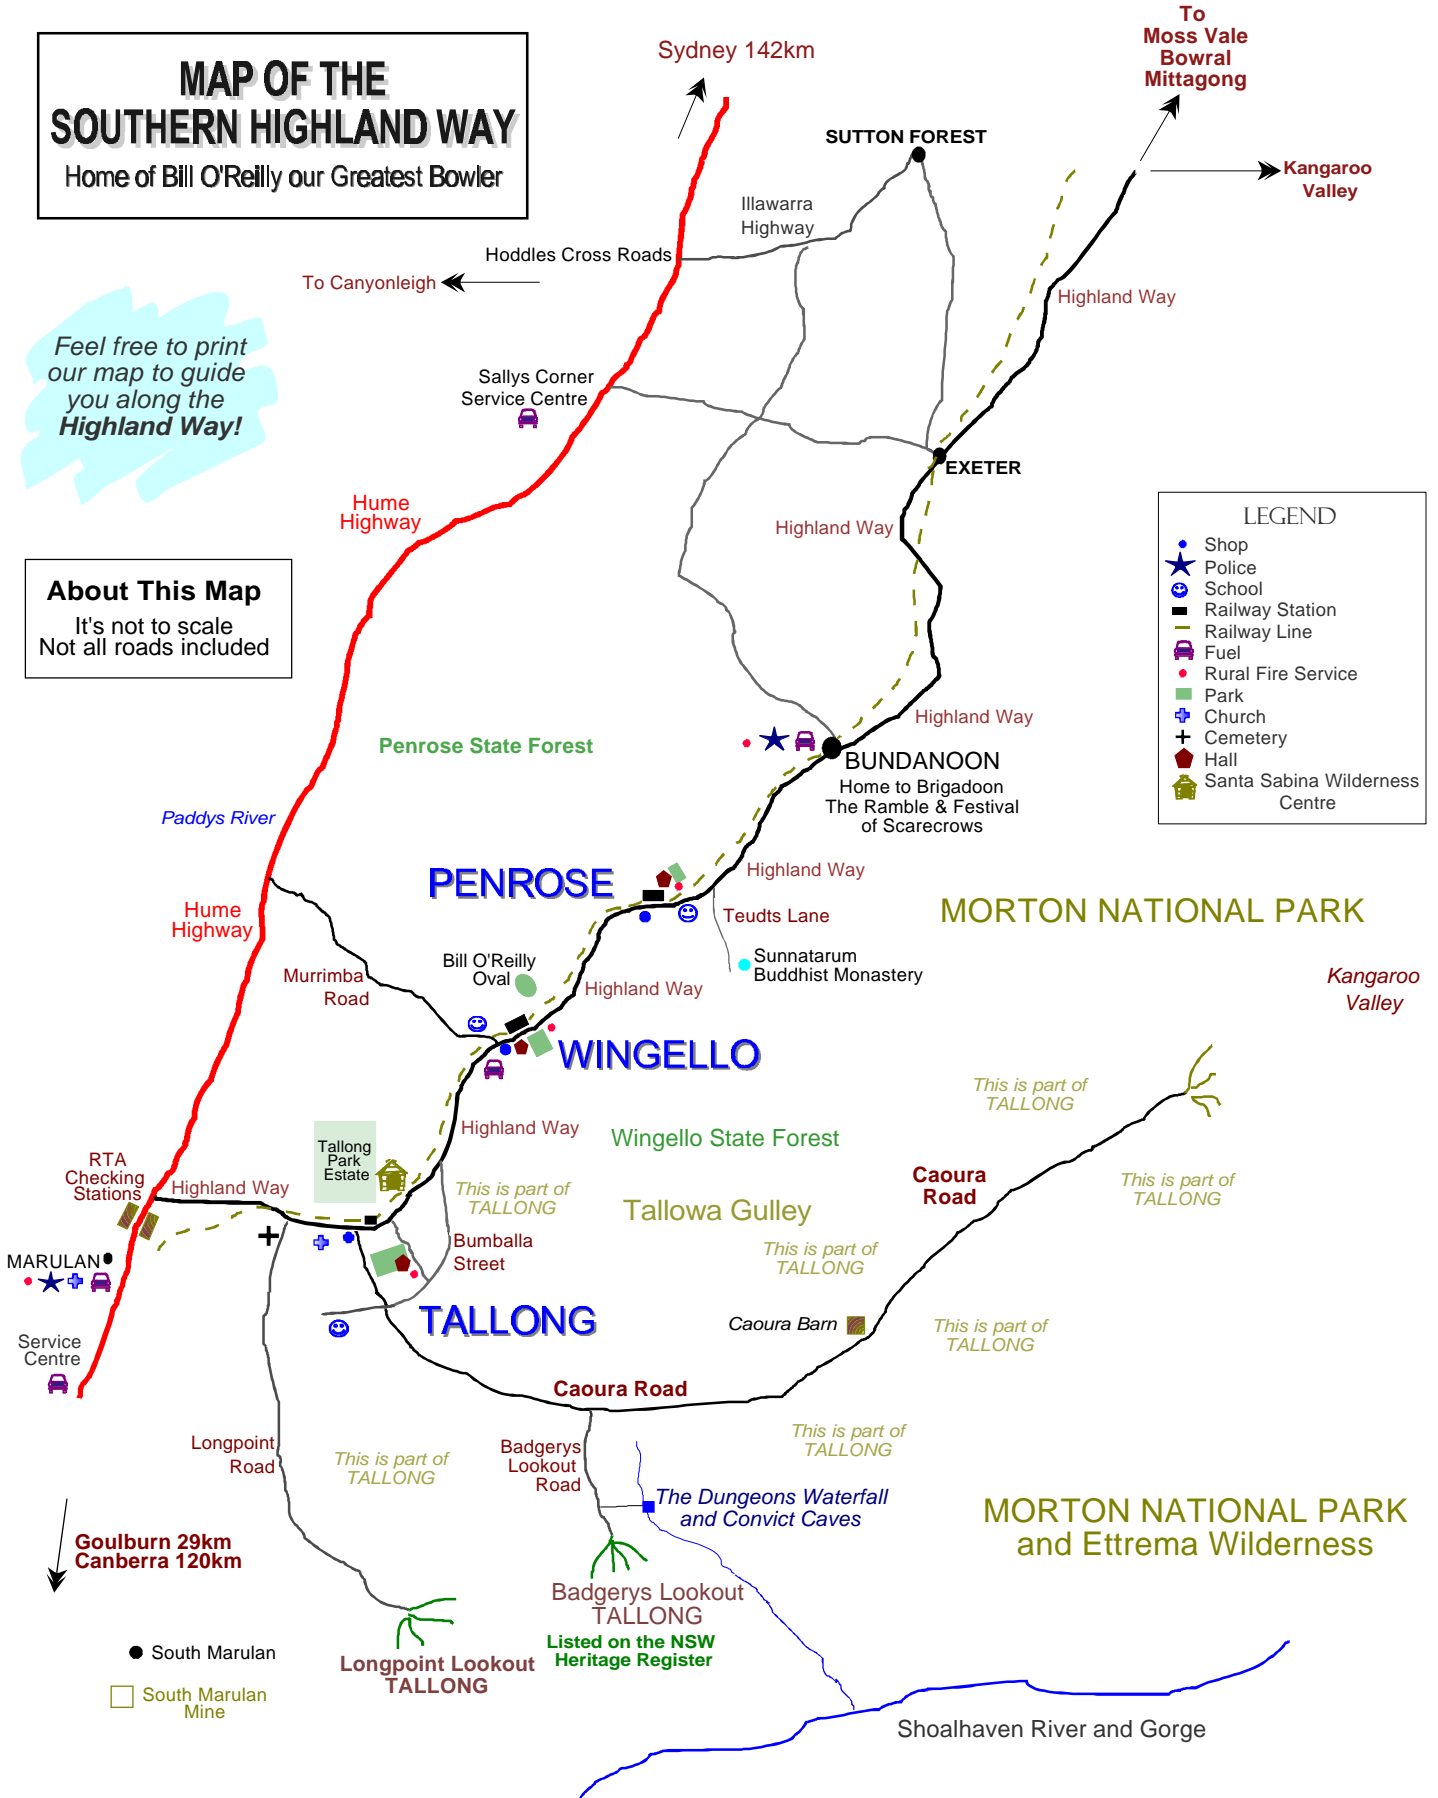 MAP OF THE
SOUTHERN HIGHLAND WAY
Home of Bill O'Reilly our Greatest Bowler
Sydney 142km
To
Moss Vale
Bowral
Mittagong
SUTTON FOREST
Kangaroo
Valley
Illawarra
Highway
Hoddles Cross Roads
To Canyonleigh
Highland Way
Feel free to print
our map to guide
you along the
Highland Way!
Sallys Corner
Service Centre
EXETER
Hume
Highway
Highland Way
LEGEND
Shop
Police
School
Railway Station
Railway Line
Fuel
Rural Fire Service
Park
Church
Cemetery
Hall
Santa Sabina Wilderness
Centre
About This Map
It's not to scale
Not all roads included
Highland Way
Penrose State Forest
BUNDANOON
Home to Brigadoon
The Ramble & Festival
of Scarecrows
Paddys River
PENROSE
Highland Way
Teudts Lane
MORTON NATIONAL PARK
Hume
Highway
Sunnatarum
Buddhist Monastery
Bill O'Reilly
Oval
Murrimba
Road
Highland Way
Kangaroo
Valley
WINGELLO
This is part of
TALLONG
Highland Way
Wingello State Forest
Tallong
Park
Estate
RTA
Checking
Stations
Highland Way
This is part of
TALLONG
Caoura
Road
This is part of
TALLONG
Tallowa Gulley
Bumballa
Street
This is part of
TALLONG
MARULAN
TALLONG
Caoura Barn
This is part of
TALLONG
Service
Centre
Caoura Road
Longpoint
Road
This is part of
TALLONG
Badgerys
Lookout
Road
This is part of
TALLONG
The Dungeons Waterfall
and Convict Caves
MORTON NATIONAL PARK
and Ettrema Wilderness
Goulburn 29km
Canberra 120km
Badgerys Lookout
TALLONG
Listed on the NSW
Heritage Register
South Marulan
Longpoint Lookout
TALLONG
South Marulan
Mine
Shoalhaven River and Gorge